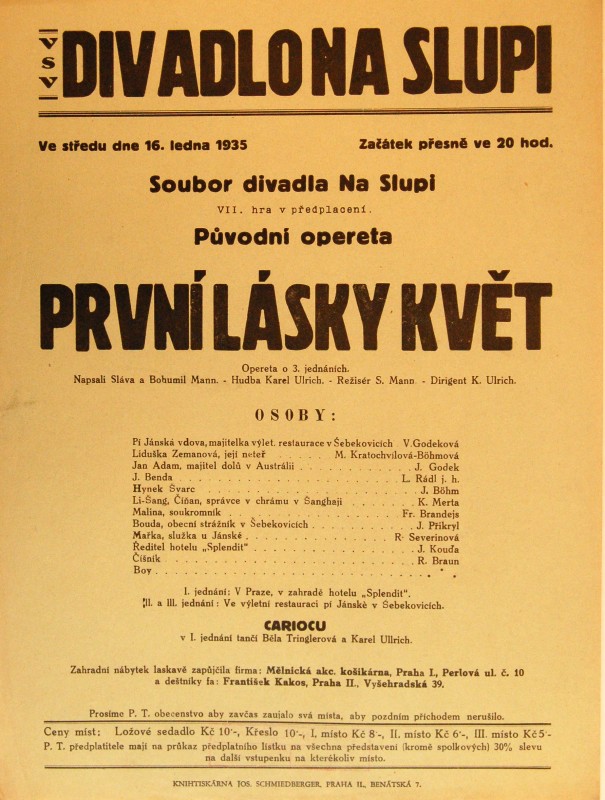 VSV
DIVADLO NA SLUPI
Ve středu dne 16. ledna 1935 Začátek přesně ve 20 hod.
Soubor divadla Na Slupi
VII. hra v předplacení.
Původní opereta
PRVNÍ LÁSKY KVĚT
Opereta o 3. jednáních.
Napsali Sláva a Bohumil Mann. - Hudba Karel Ulrich. - Režisér S. Mann. - Dirigent K. Ulrich.
OSOBY:
Pí Jánská vdova, majitelka výlet. restaurace v Šebekovicích V. Godeková
Liduška Zemanová, její neteř . . . . . M. Kratochvílová-Böhmová
Jan Adam, majitel dolů v Austrálii . . . . . . . . J. Godek
J. Benda . . . . . . . . . . . . . . . . L. Rádl j. h.
Hynek Švarc . . . . . . . . . . . . . . . J. Böhm
Li-Šang, Číňan, správce v chrámu v Šanghaji . . . . . K. Merta
Malina, soukromník . . . . . . . . . . . Fr. Brandejs
Bouda, obecní strážník v Šebekovicích . . . . . . . J. Přikryl
Mařka, služka u Jánské . . . . . . . . . . R. Severinová
Ředitel hotelu „Splendit" . . . . . . . . . . J. Kouďa
Číšník . . . . . . . . . . . . . . . . R. Braun
Boy . . . . . . . . . . . . . . . . . * * *
I. jednání: V Praze, v zahradě hotelu „Splendit".
II. a III. jednání: Ve výletní restauraci pí Jánské v Šebekovicích.
CARIOCU
v I. jednání tančí Běla Tringlerová a Karel Ullrich.
Zahradní nábytek laskavě zapůjčila firma: Mělnická akc. košikárna, Praha I., Perlová ul. č. 10
a deštníky fa: František Kakos, Praha II., Vyšehradská 39.
Prosíme P. T. obecenstvo aby zavčas zaujalo svá místa, aby pozdním příchodem nerušilo.
Ceny míst: Ložové sedadlo Kč 10·-, Křeslo 10·-, I. místo Kč 8·-, II. místo Kč 6·-, III. místo Kč 5·-
P. T. předplatitele mají na průkaz předplatního lístku na všechna představení (kromě spolkových) 30% slevu
na další vstupenku na kterékoliv místo.
KNIHTISKÁRNA JOS. SCHMIEDBERGER, PRAHA II., BENÁTSKÁ 7.